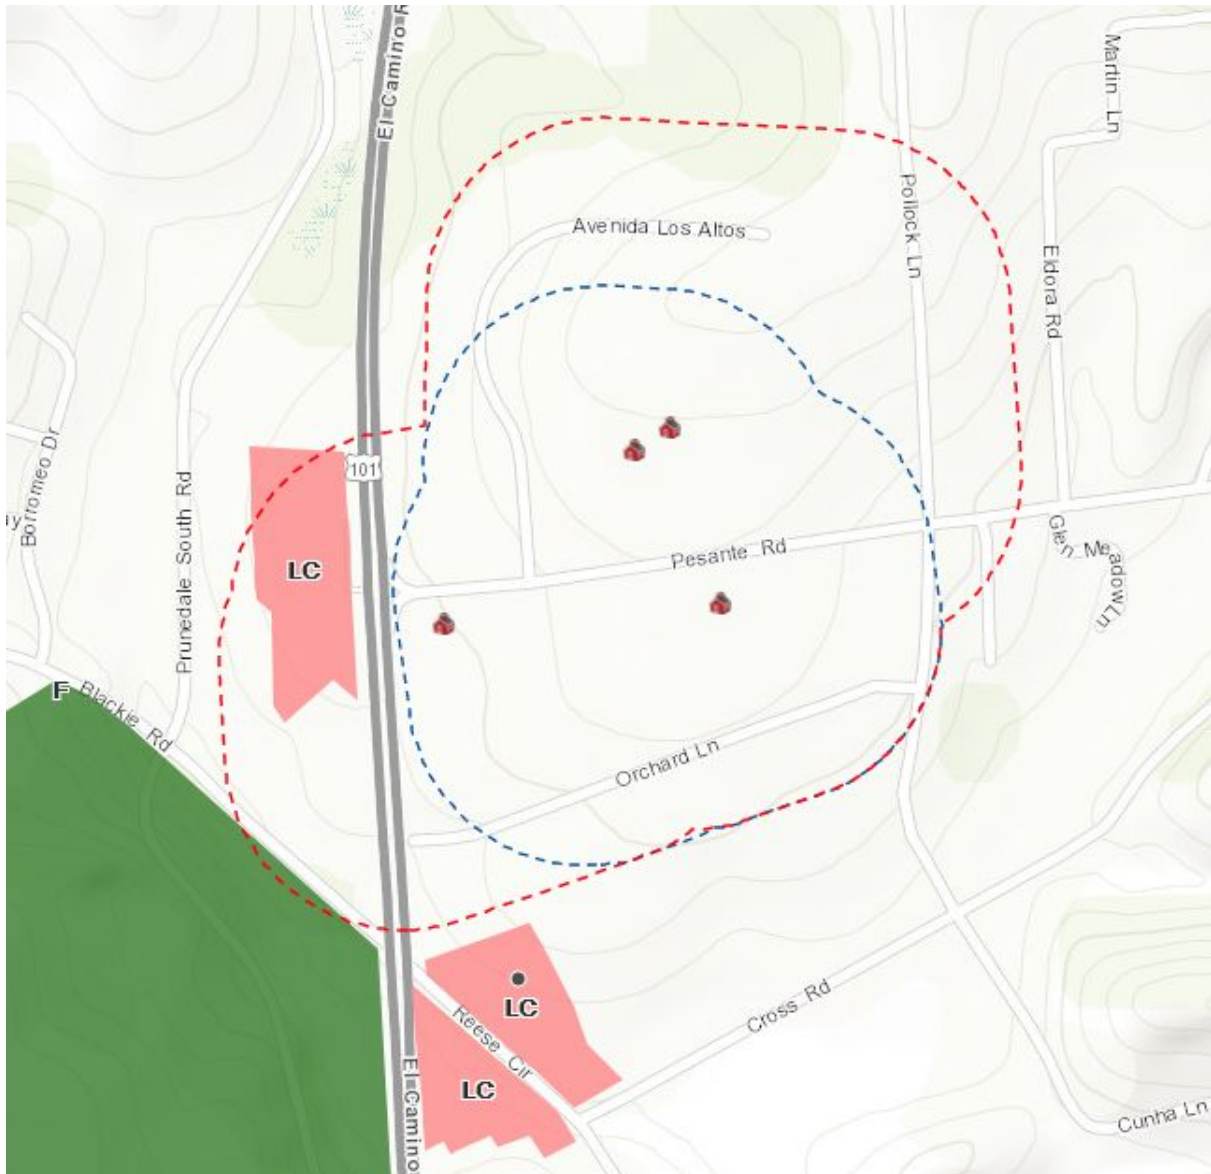 El Camino R
Martin Ln
Avenida Los Altos
Pollock Ln
Eldora Rd
Borromeo Dr
Prunedale South Rd
101
LC
Pesante Rd
Glen Meadow Ln
F
Blackie Rd
Orchard Ln
LC
Reese Cir
Cross Rd
LC
El Camino
Cunha Ln